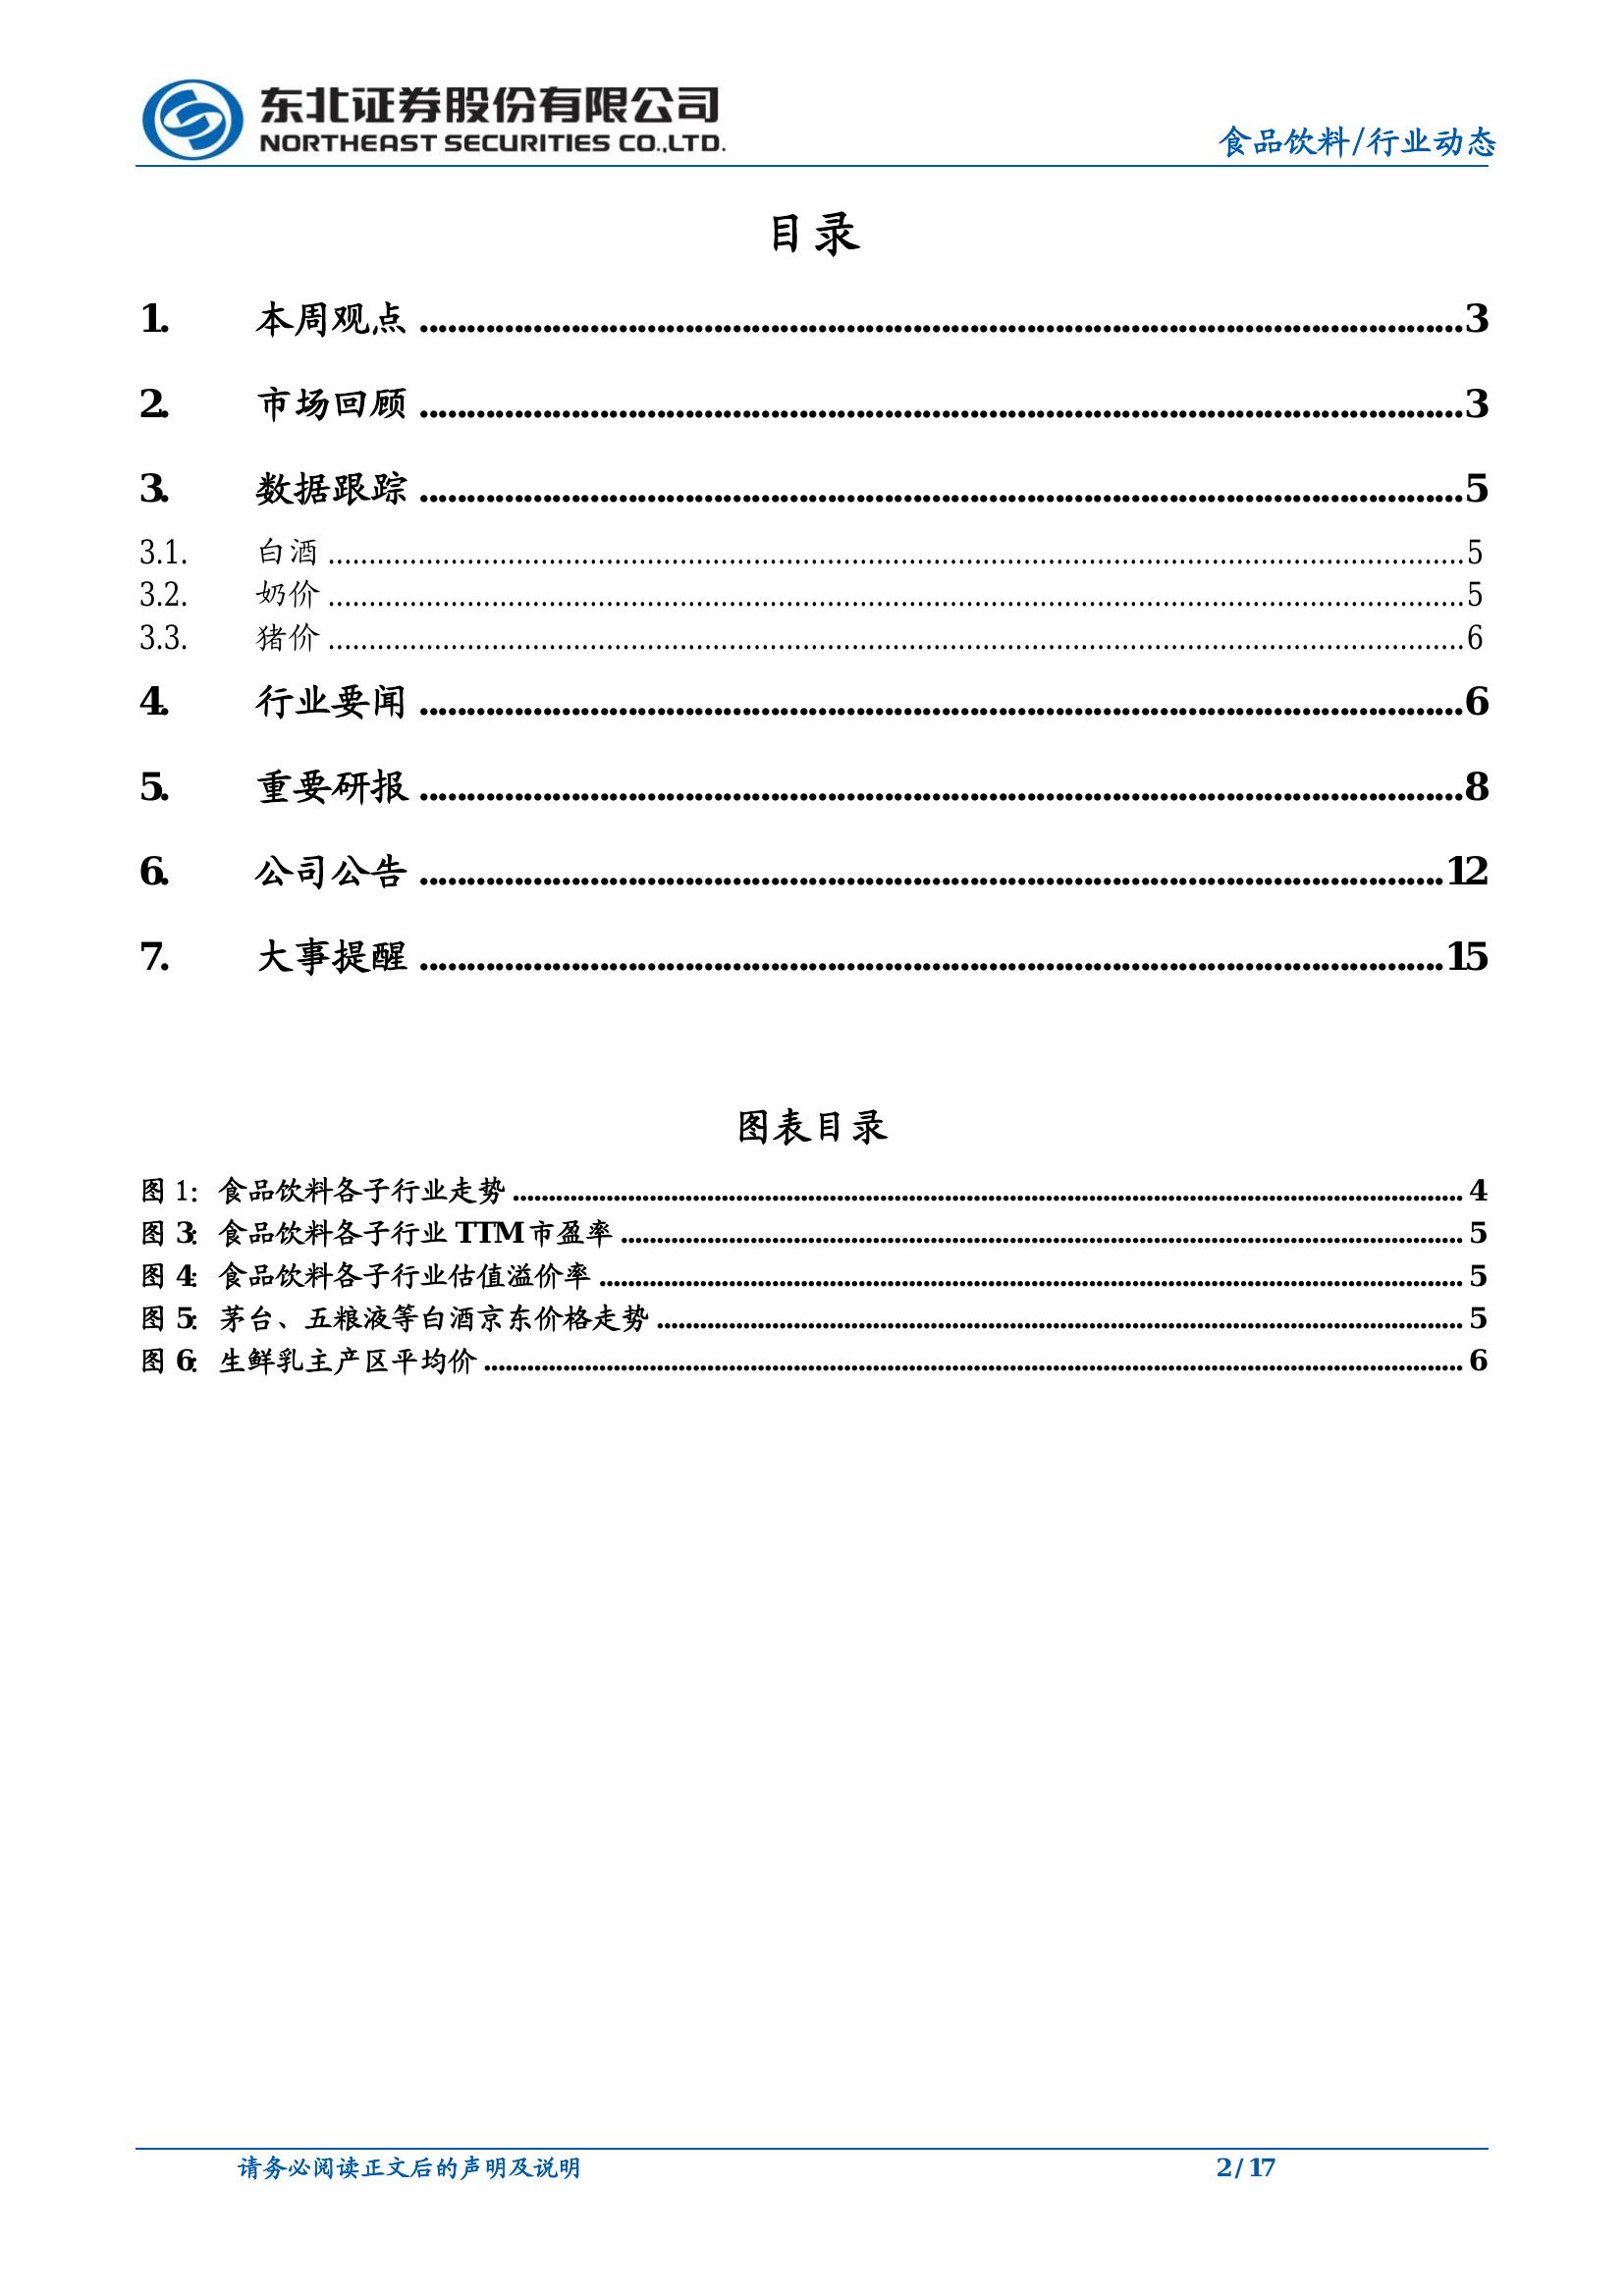 东北证券股份有限公司
NORTHEAST SECURITIES CO.,LTD.
食品饮料/行业动态
目录
1. 本周观点 ........................................ 3
2. 市场回顾 ........................................ 3
3. 数据跟踪 ........................................ 5
3.1. 白酒 ........................................ 5
3.2. 奶价 ........................................ 5
3.3. 猪价 ........................................ 6
4. 行业要闻 ........................................ 6
5. 重要研报 ........................................ 8
6. 公司公告 ........................................ 12
7. 大事提醒 ........................................ 15
图表目录
图 1：食品饮料各子行业走势 ........................................ 4
图 3：食品饮料各子行业 TTM 市盈率 ........................................ 5
图 4：食品饮料各子行业估值溢价率 ........................................ 5
图 5：茅台、五粮液等白酒京东价格走势 ........................................ 5
图 6：生鲜乳主产区平均价 ........................................ 6
请务必阅读正文后的声明及说明
2 / 17